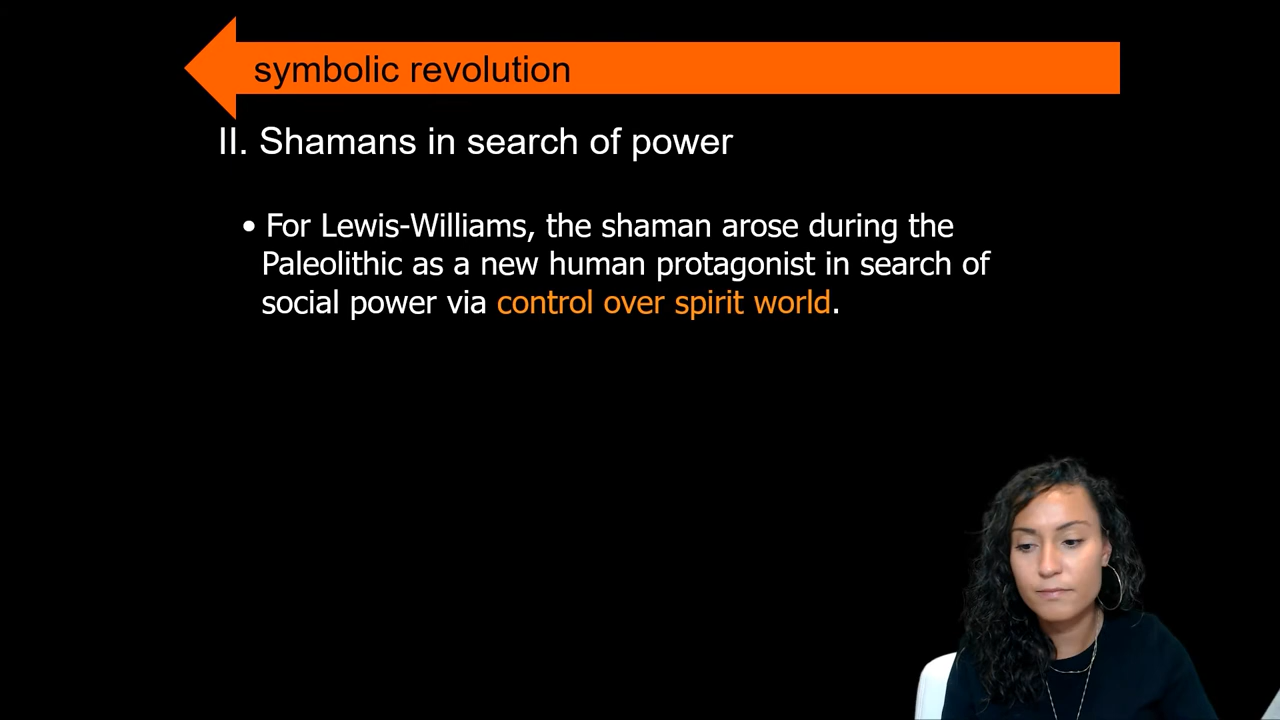 symbolic revolution
II. Shamans in search of power
• For Lewis-Williams, the shaman arose during the
Paleolithic as a new human protagonist in search of
social power via control over spirit world.